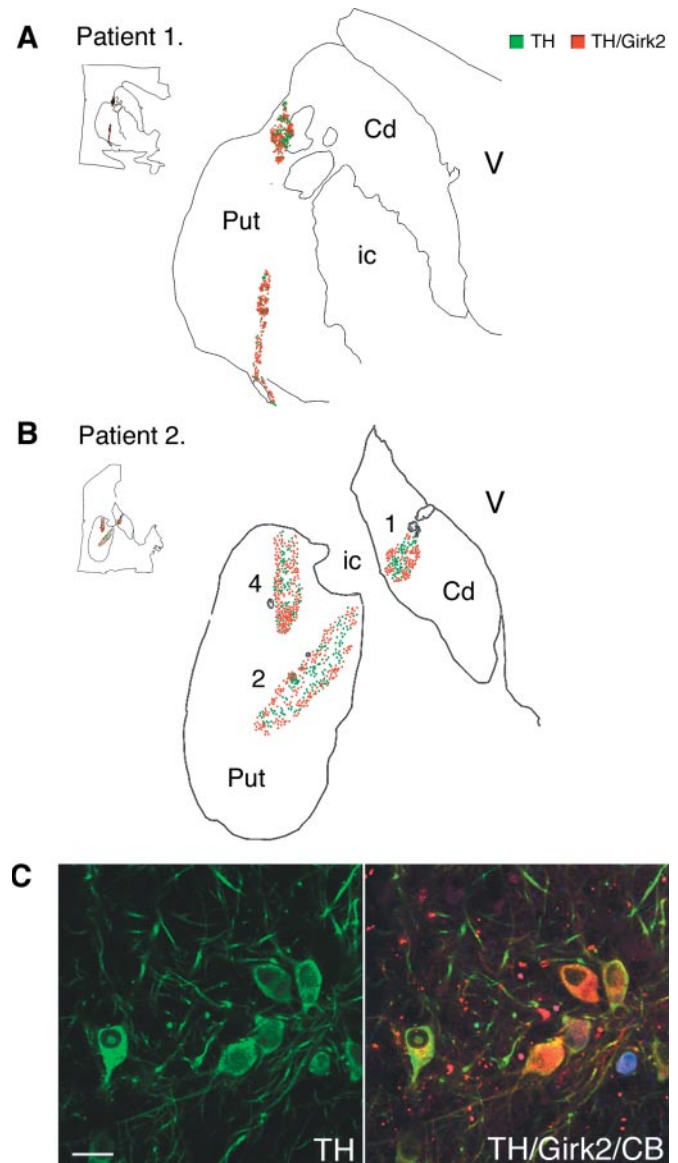 A Patient 1.
TH TH/Girk2
Cd
V
Put
ic
B Patient 2.
V
1
ic
4
Cd
2
Put
C
TH
TH/Girk2/CB